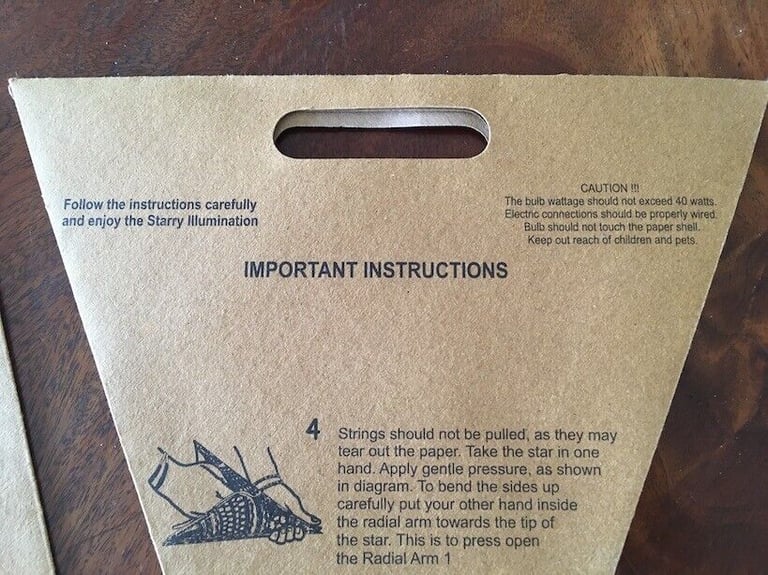 Follow the instructions carefully
and enjoy the Starry Illumination
CAUTION !!!
The bulb wattage should not exceed 40 watts.
Electric connections should be properly wired.
Bulb should not touch the paper shell.
Keep out reach of children and pets.
IMPORTANT INSTRUCTIONS
4 Strings should not be pulled, as they may
tear out the paper. Take the star in one
hand. Apply gentle pressure, as shown
in diagram. To bend the sides up
carefully put your other hand inside
the radial arm towards the tip of
the star. This is to press open
the Radial Arm 1